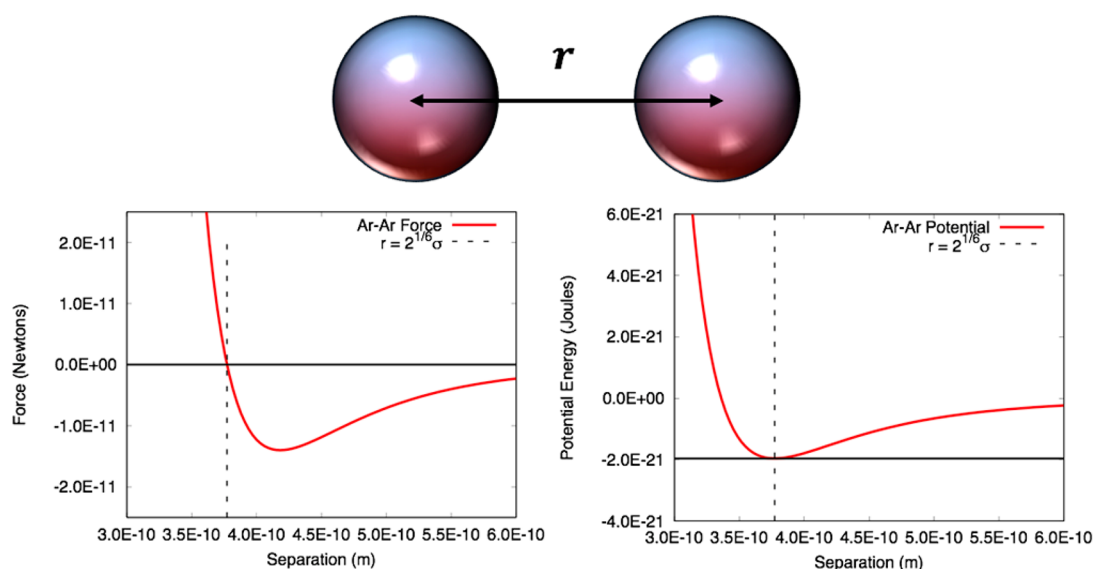 r
Ar-Ar Force
r = 2^1/6σ
2.0E-11
1.0E-11
0.0E+00
-1.0E-11
-2.0E-11
Force (Newtons)
3.0E-10 3.5E-10 4.0E-10 4.5E-10 5.0E-10 5.5E-10 6.0E-10
Separation (m)
Ar-Ar Potential
r = 2^1/6σ
6.0E-21
4.0E-21
2.0E-21
0.0E+00
-2.0E-21
-4.0E-21
Potential Energy (Joules)
3.0E-10 3.5E-10 4.0E-10 4.5E-10 5.0E-10 5.5E-10 6.0E-10
Separation (m)